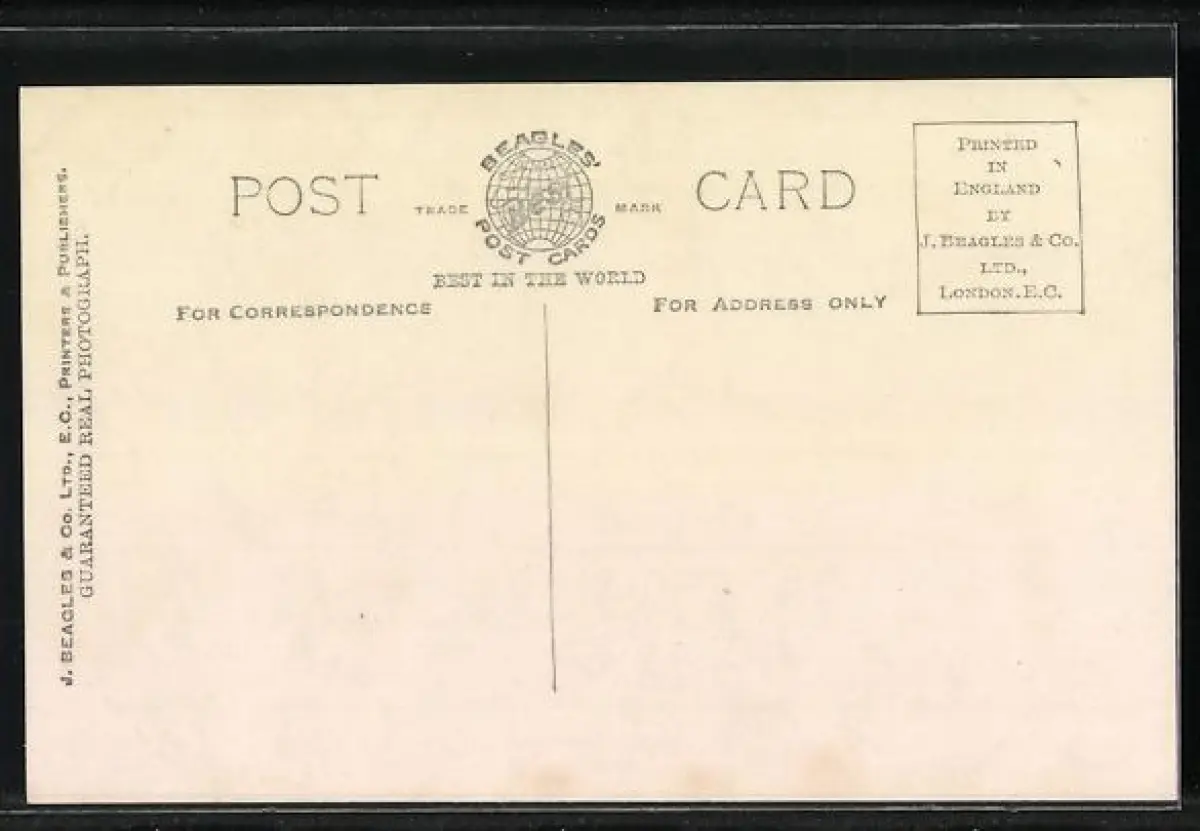 J. BEAGLES & Co. LTD., E.C., PRINTERS & PUBLISHERS.
GUARANTEED REAL PHOTOGRAPH.
POST CARD
TRADE MARK
BEAGLES'
Best
POST CARDS
BEST IN THE WORLD
FOR CORRESPONDENCE
FOR ADDRESS ONLY
PRINTED
IN
ENGLAND
BY
J. BEAGLES & Co.
LTD.,
LONDON. E.C.